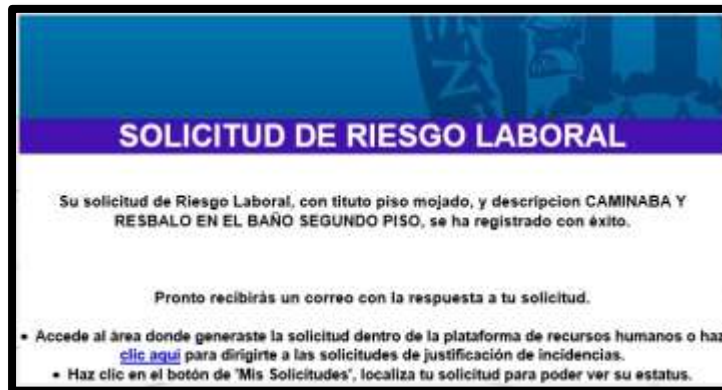 SOLICITUD DE RIESGO LABORAL
Su solicitud de Riesgo Laboral, con tituto piso mojado, y descripcion CAMINABA Y
RESBALO EN EL BAÑO SEGUNDO PISO, se ha registrado con éxito.
Pronto recibirás un correo con la respuesta a tu solicitud.
• Accede al área donde generaste la solicitud dentro de la plataforma de recursos humanos o haz
clic aquí para dirigirte a las solicitudes de justificación de incidencias.
• Haz clic en el botón de 'Mis Solicitudes', localiza tu solicitud para poder ver su estatus.